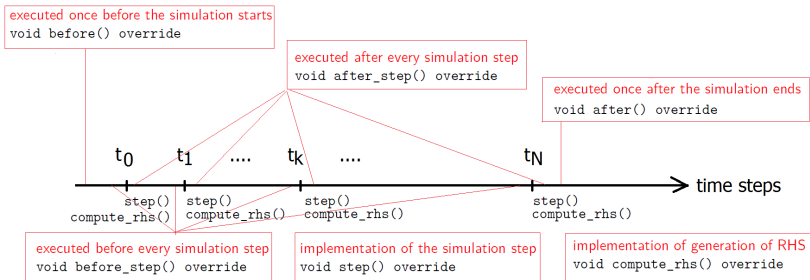 executed once before the simulation starts
void before() override
executed after every simulation step
void after_step() override
executed once after the simulation ends
void after() override
t0 t1 .... tk .... tN
time steps
step() step() step() step()
compute_rhs() compute_rhs() compute_rhs() compute_rhs()
executed before every simulation step
void before_step() override
implementation of the simulation step
void step() override
implementation of generation of RHS
void compute_rhs() override